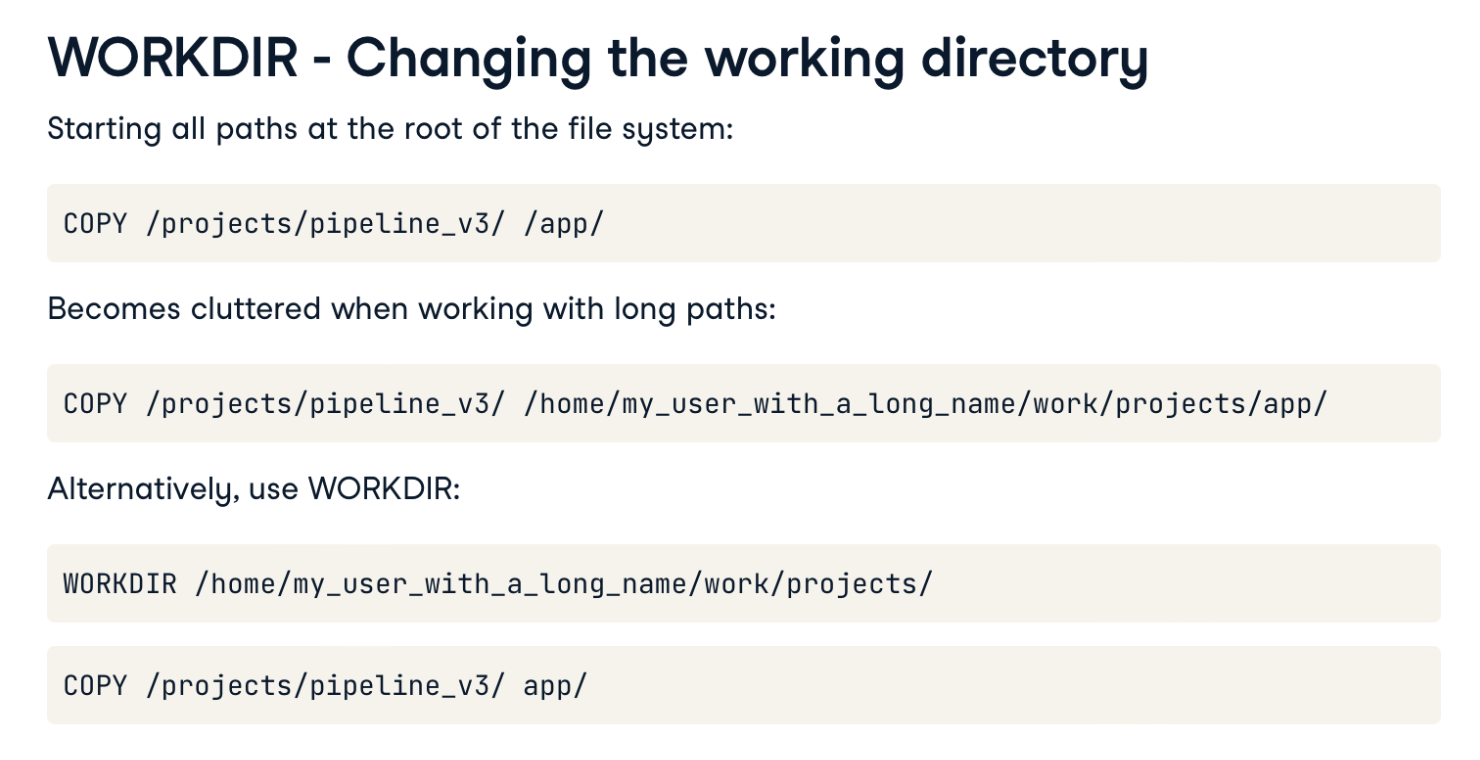 WORKDIR - Changing the working directory
Starting all paths at the root of the file system:
COPY /projects/pipeline_v3/ /app/
Becomes cluttered when working with long paths:
COPY /projects/pipeline_v3/ /home/my_user_with_a_long_name/work/projects/app/
Alternatively, use WORKDIR:
WORKDIR /home/my_user_with_a_long_name/work/projects/
COPY /projects/pipeline_v3/ app/